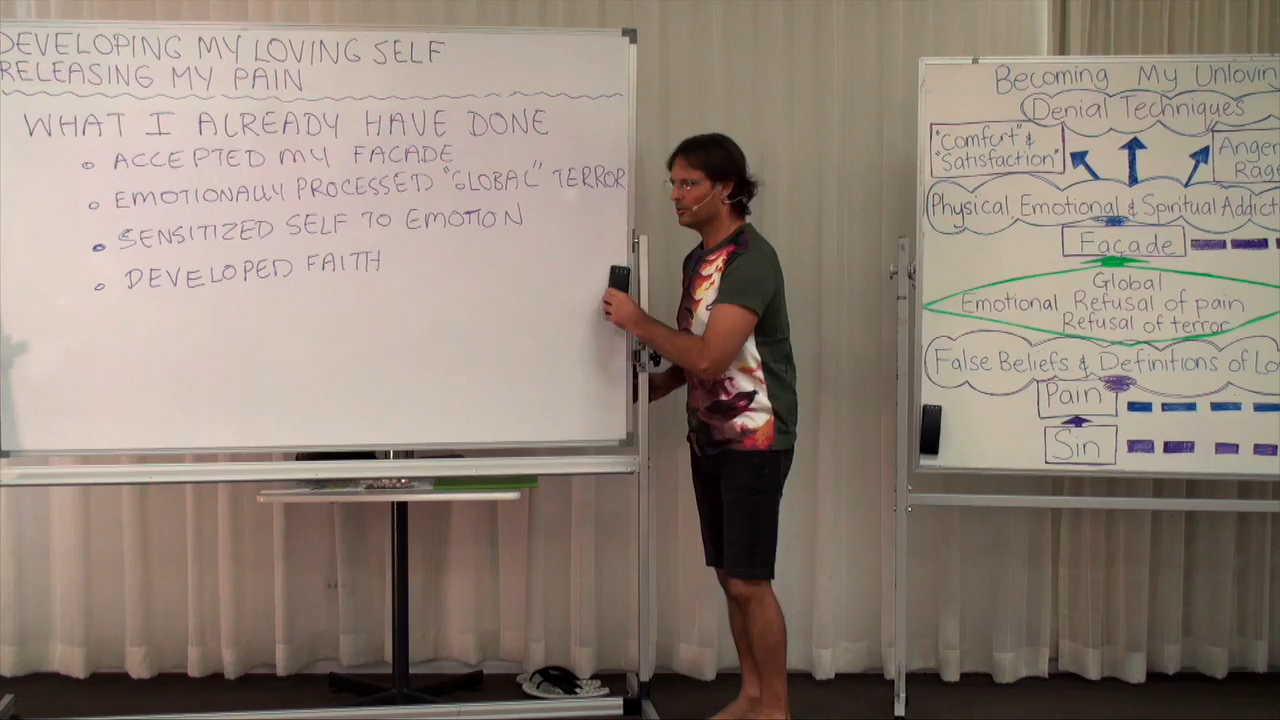 DEVELOPING MY LOVING SELF
RELEASING MY PAIN
WHAT I ALREADY HAVE DONE
ACCEPTED MY FACADE
EMOTIONALLY PROCESSED "GLOBAL" TERROR
SENSITIZED SELF TO EMOTION
DEVELOPED FAITH
Becoming My Unlovin
Denial Techniques
"Comfort" &
"Satisfaction"
Anger
Rage
Physical Emotional & Spiritual Addict
Façade
Global
Emotional Refusal of pain
Refusal of terror
False Beliefs & Definitions of Lo
Pain
Sin